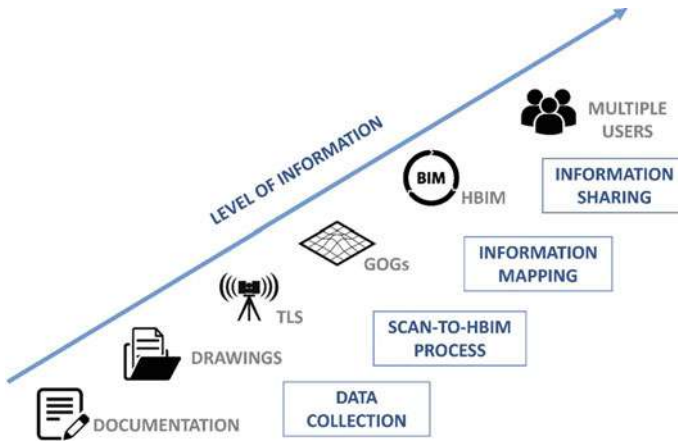 MULTIPLE
USERS
LEVEL OF INFORMATION
BIM
HBIM
INFORMATION
SHARING
GOGs
INFORMATION
MAPPING
TLS
SCAN-TO-HBIM
PROCESS
DRAWINGS
DATA
COLLECTION
DOCUMENTATION